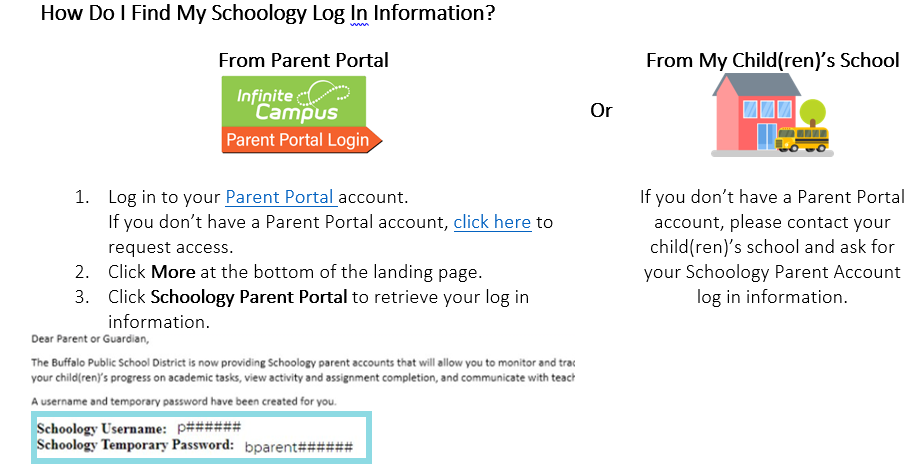 How Do I Find My Schoology Log In Information?
From Parent Portal
Infinite
Campus
Parent Portal Login
1. Log in to your Parent Portal account.
If you don't have a Parent Portal account, click here to
request access.
2. Click More at the bottom of the landing page.
3. Click Schoology Parent Portal to retrieve your log in
information.
Or
From My Child(ren)'s School
If you don't have a Parent Portal
account, please contact your
child(ren)'s school and ask for
your Schoology Parent Account
log in information.
Dear Parent or Guardian,
The Buffalo Public School District is now providing Schoology parent accounts that will allow you to monitor and
your child(ren)'s progress on academic tasks, view activity and assignment completion, and communicate with
A username and temporary password have been created for you.
Schoology Username: p######
Schoology Temporary Password: bparent######